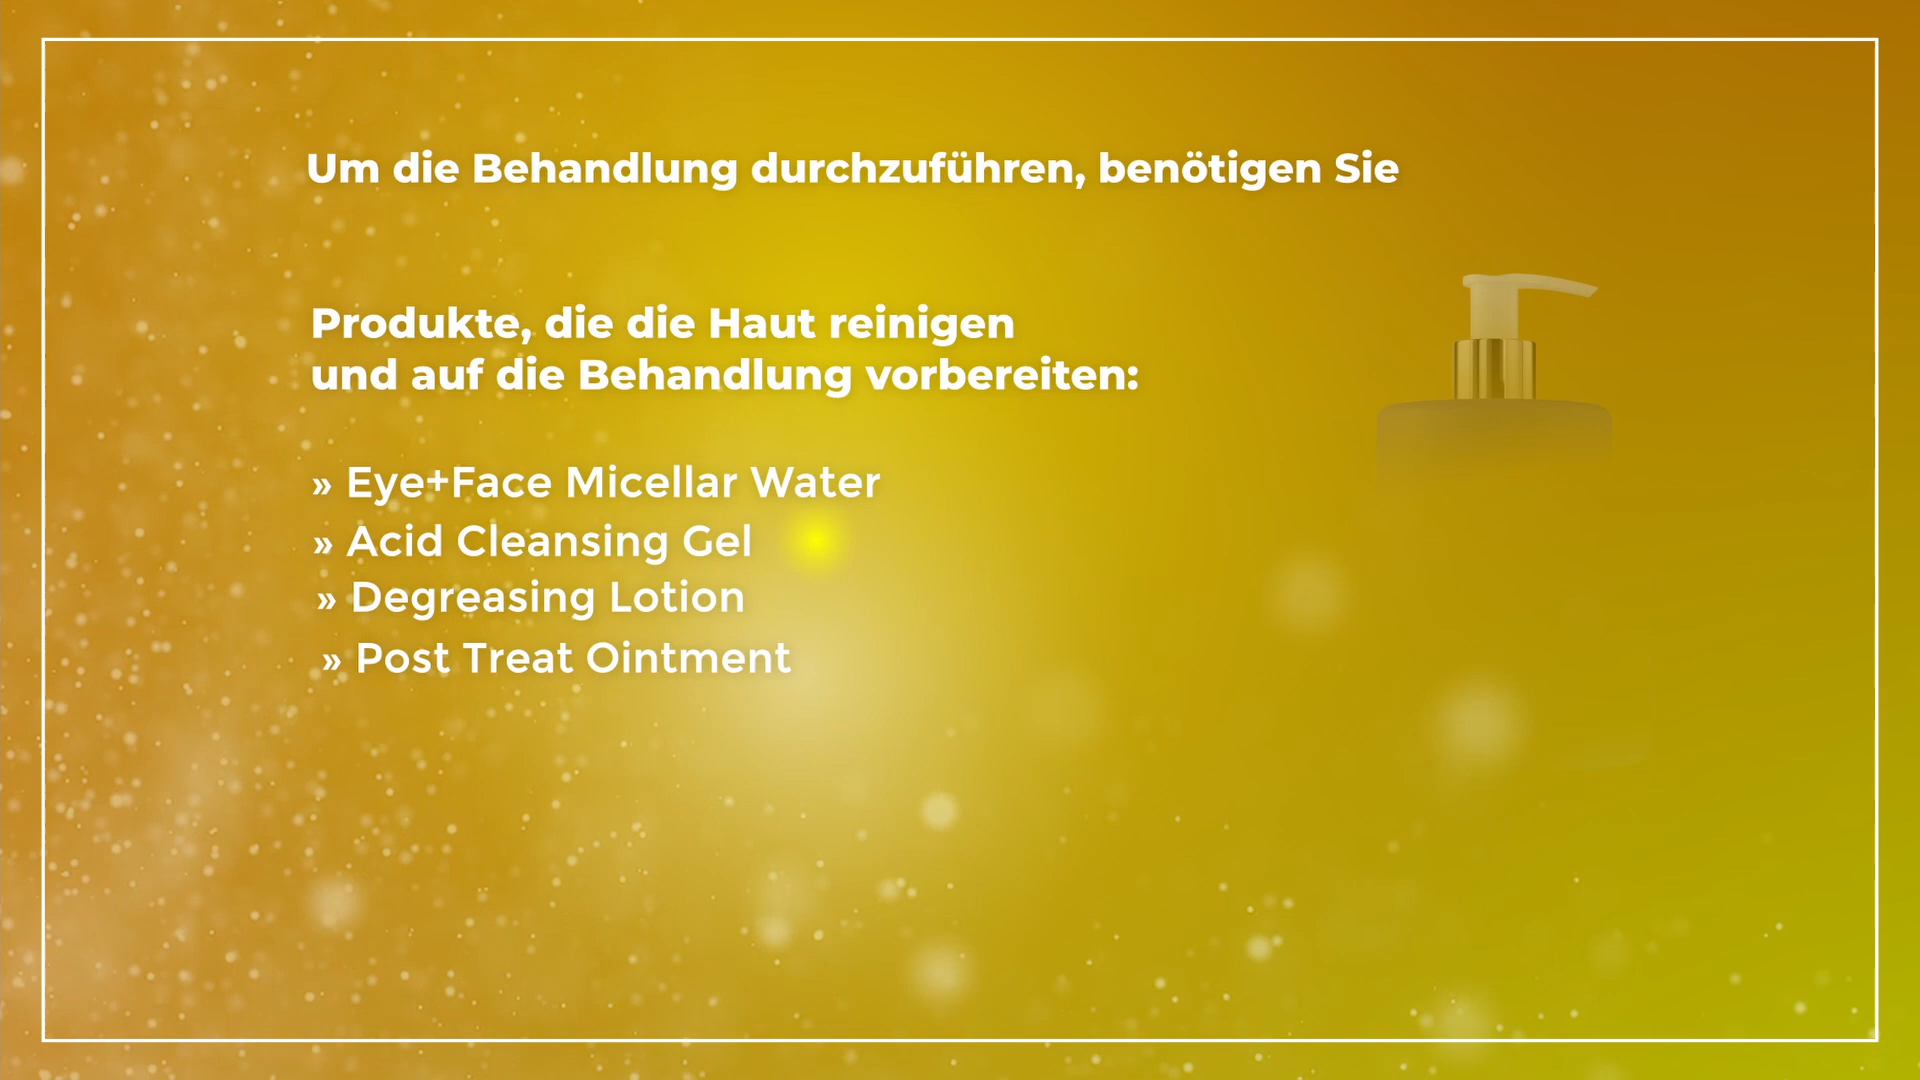 Um die Behandlung durchzuführen, benötigen Sie
Produkte, die die Haut reinigen
und auf die Behandlung vorbereiten:
» Eye+Face Micellar Water
» Acid Cleansing Gel
» Degreasing Lotion
» Post Treat Ointment